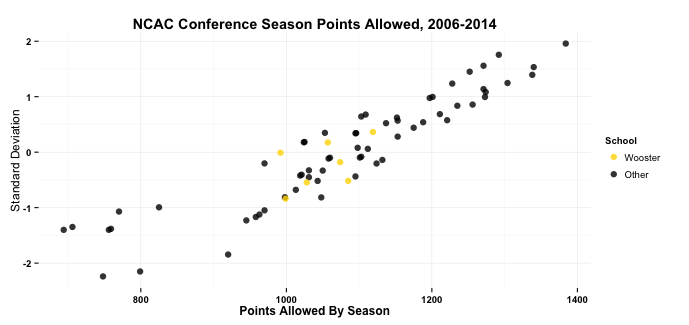 NCAC Conference Season Points Allowed, 2006-2014
Standard Deviation
2
1
0
-1
-2
800
1000
1200
1400
Points Allowed By Season
School
Wooster
Other